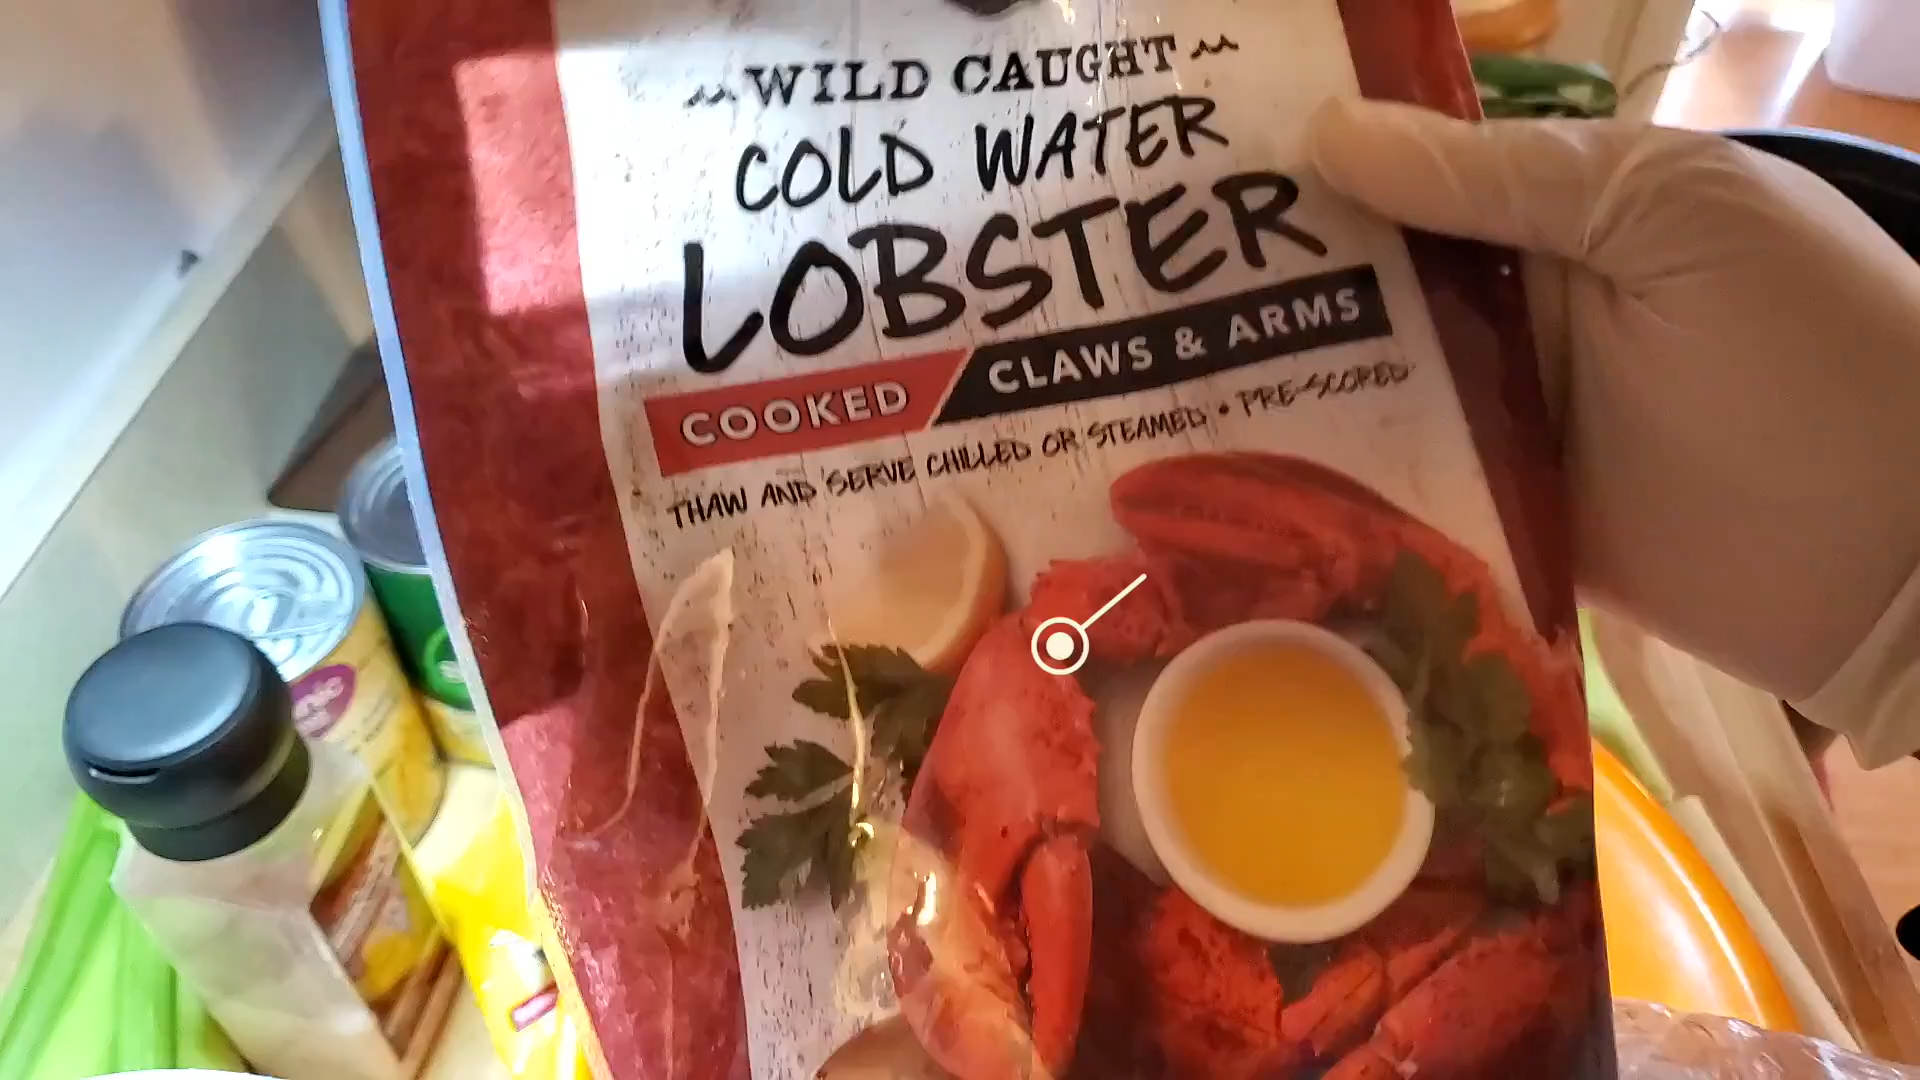 WILD CAUGHT
COLD WATER
LOBSTER
COOKED CLAWS & ARMS
THAW AND SERVE CHILLED OR STEAMED • PRE-SCORED